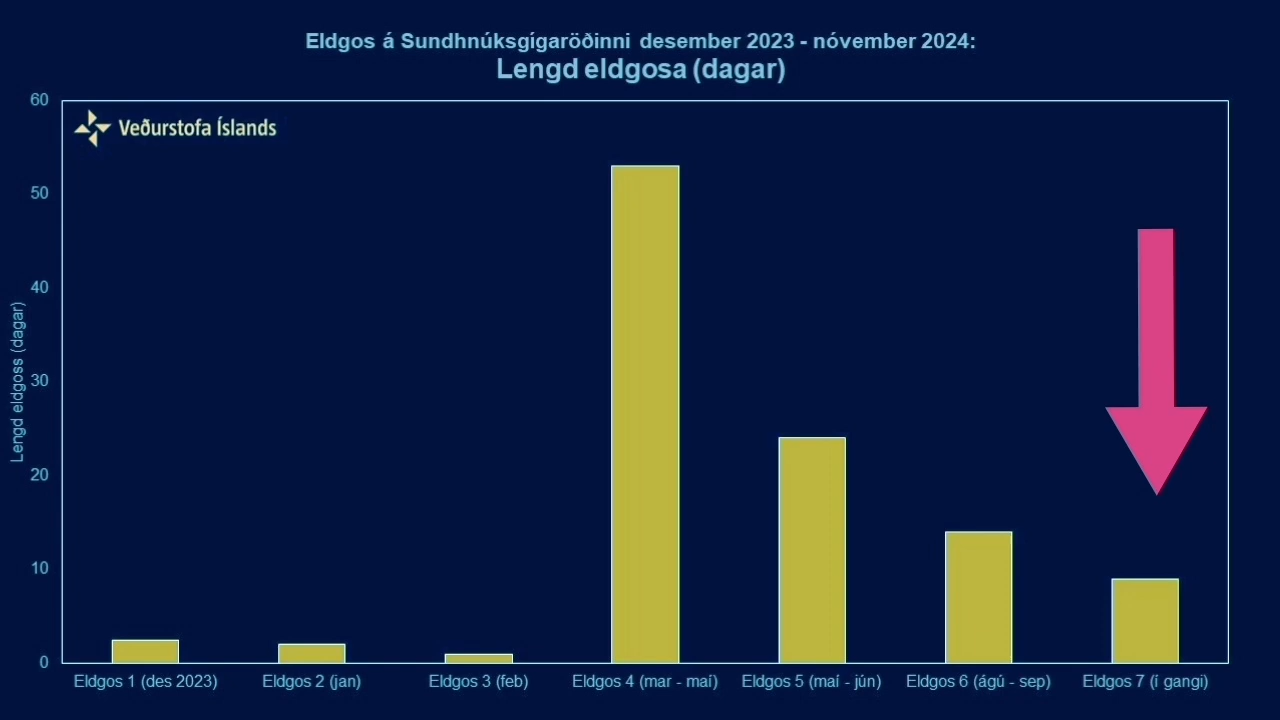 Eldgos á Sundhnúksgígaröðinni desember 2023 - nóvember 2024:
Lengd eldgosa (dagar)
Veðurstofa Íslands
60
50
40
30
20
10
0
Lengd eldgoss (dagar)
Eldgos 1 (des 2023)
Eldgos 2 (jan)
Eldgos 3 (feb)
Eldgos 4 (mar - maí)
Eldgos 5 (maí - jún)
Eldgos 6 (ágú - sep)
Eldgos 7 (í gangi)